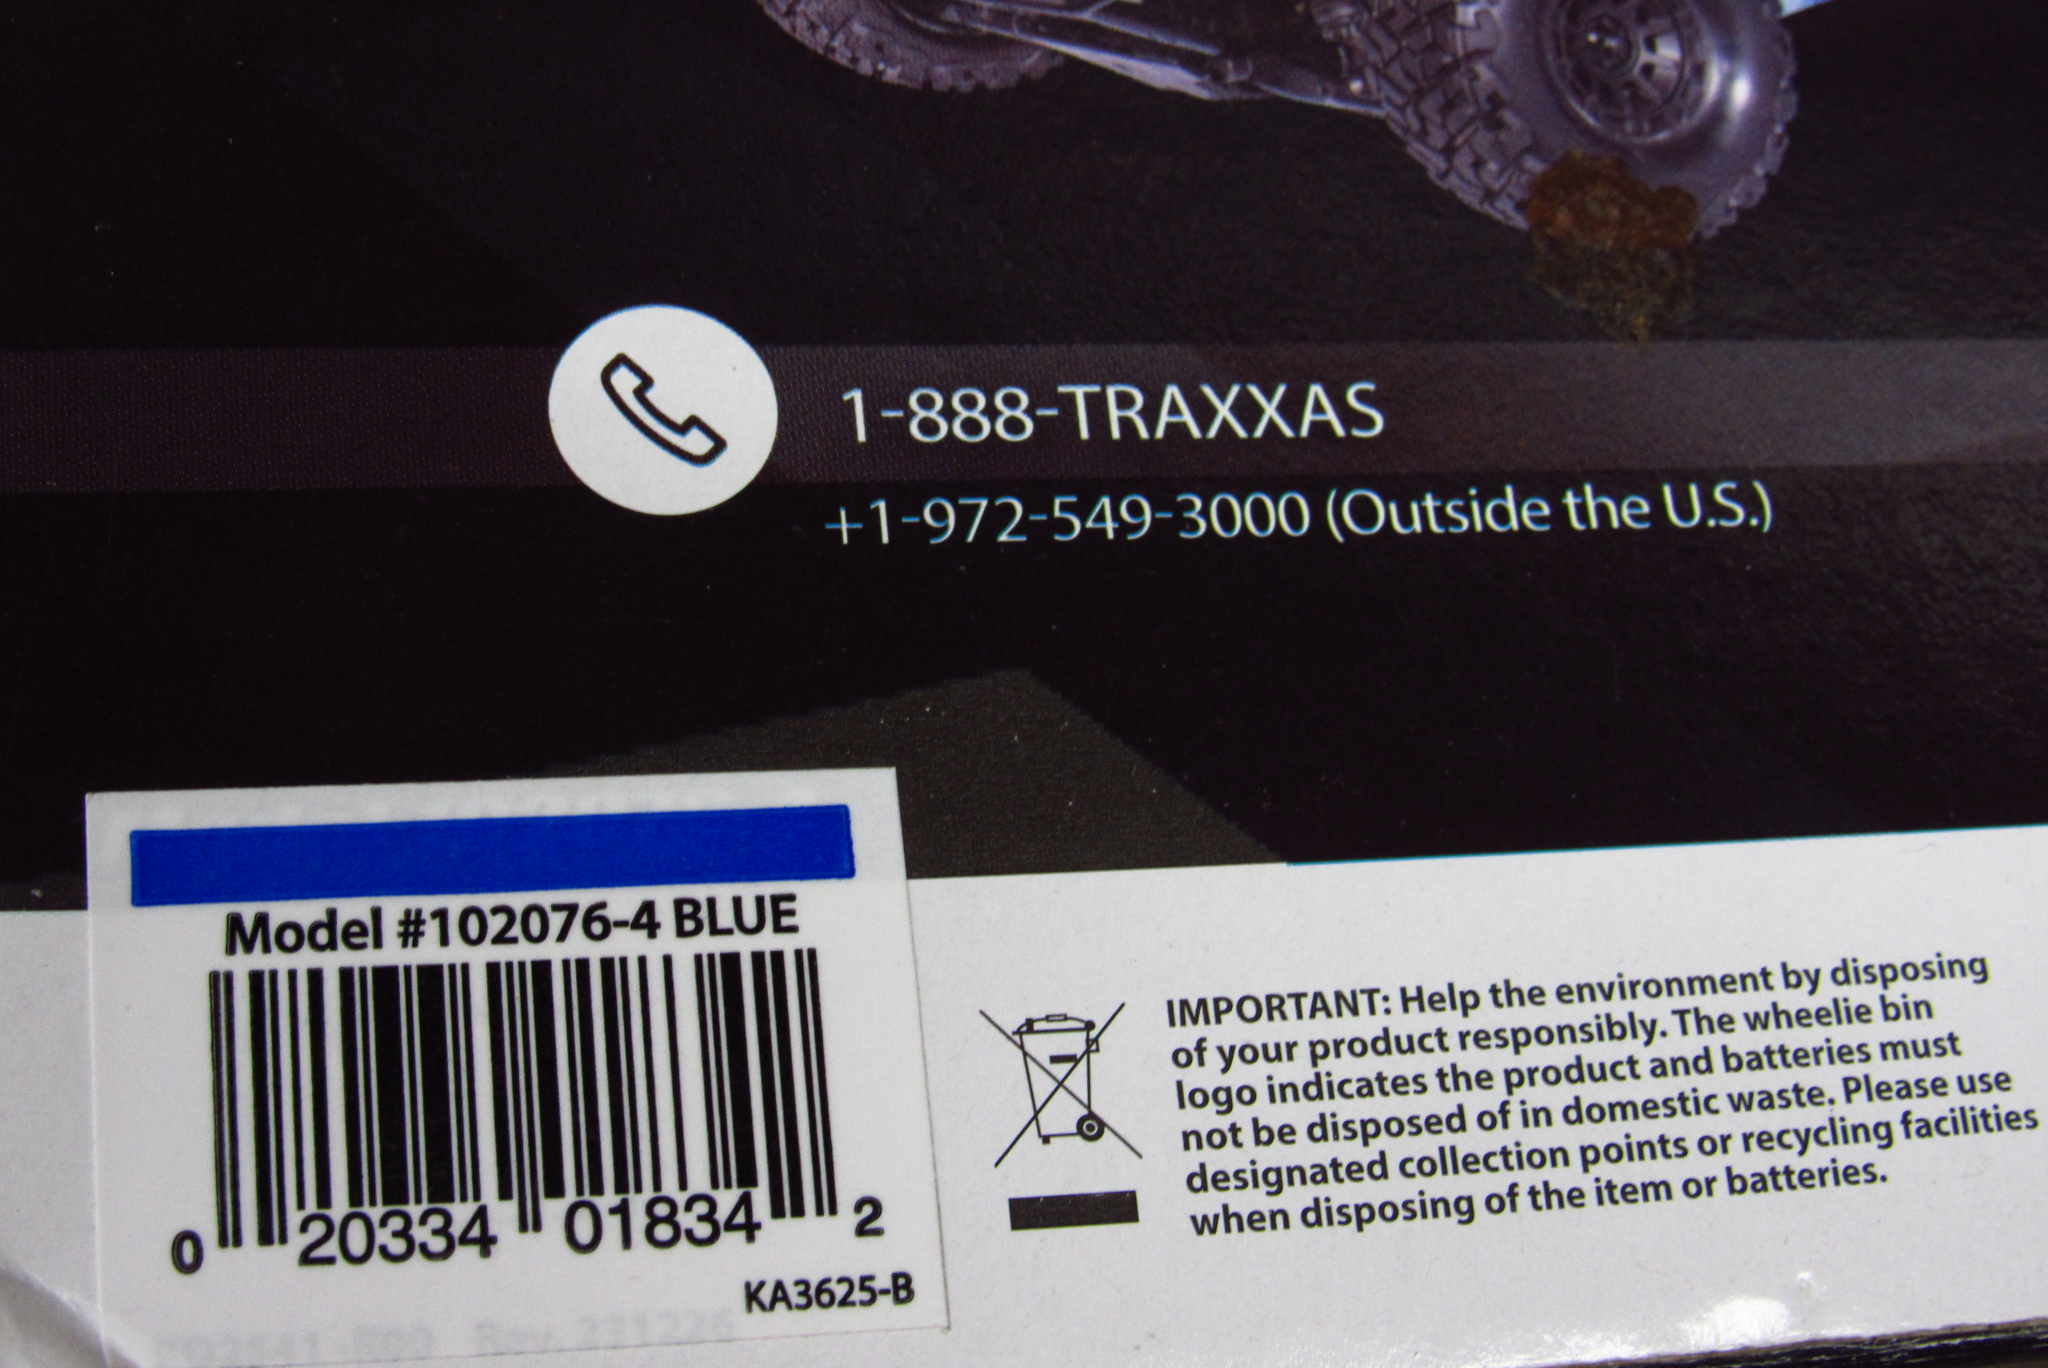 1-888-TRAXXAS
+1-972-549-3000 (Outside the U.S.)
Model #102076-4 BLUE
0 20334 01834 2
KA3625-B
IMPORTANT: Help the environment by disposing
of your product responsibly. The wheelie bin
logo indicates the product and batteries must
not be disposed of in domestic waste. Please use
designated collection points or recycling facilities
when disposing of the item or batteries.